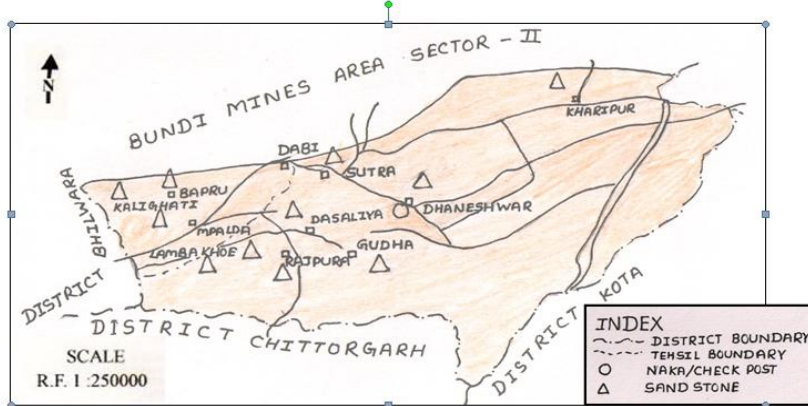 BUNDI MINES AREA SECTOR - II
N
KHARIPUR
DABI
SUTRA
BAPRU
KALIGHATI
DHANESHWAR
DASALIYA
MPALDA
GUDHA
LAMBAKHOE
RAJPURA
DISTRICT BHILWARA
DISTRICT CHITTORGARH
DISTRICT KOTA
SCALE
R.F. 1 :250000
INDEX
DISTRICT BOUNDARY
TEHSIL BOUNDARY
NAKA/CHECK POST
SAND STONE